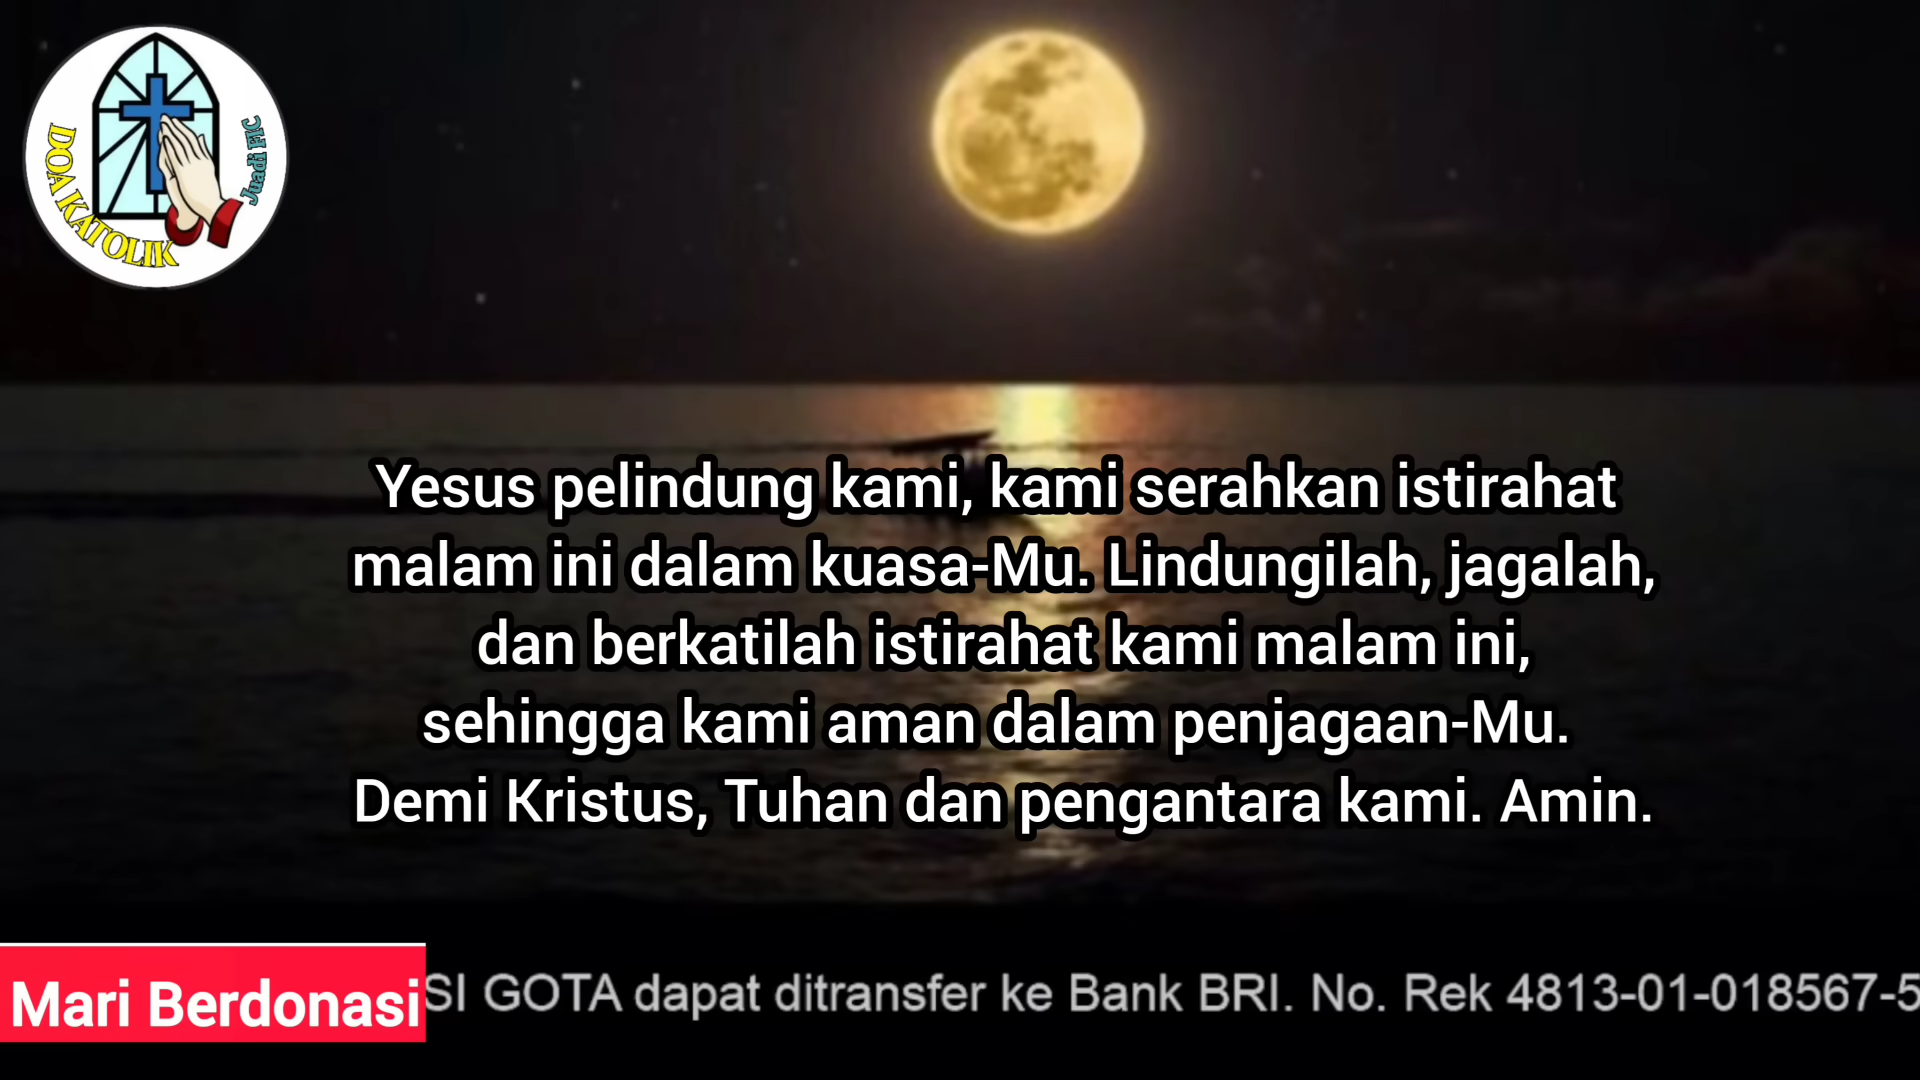 DOA KATOLIK
Juadi FIC
Yesus pelindung kami, kami serahkan istirahat
malam ini dalam kuasa-Mu. Lindungilah, jagalah,
dan berkatilah istirahat kami malam ini,
sehingga kami aman dalam penjagaan-Mu.
Demi Kristus, Tuhan dan pengantara kami. Amin.
Mari Berdonasi
SI GOTA dapat ditransfer ke Bank BRI. No. Rek 4813-01-018567-5